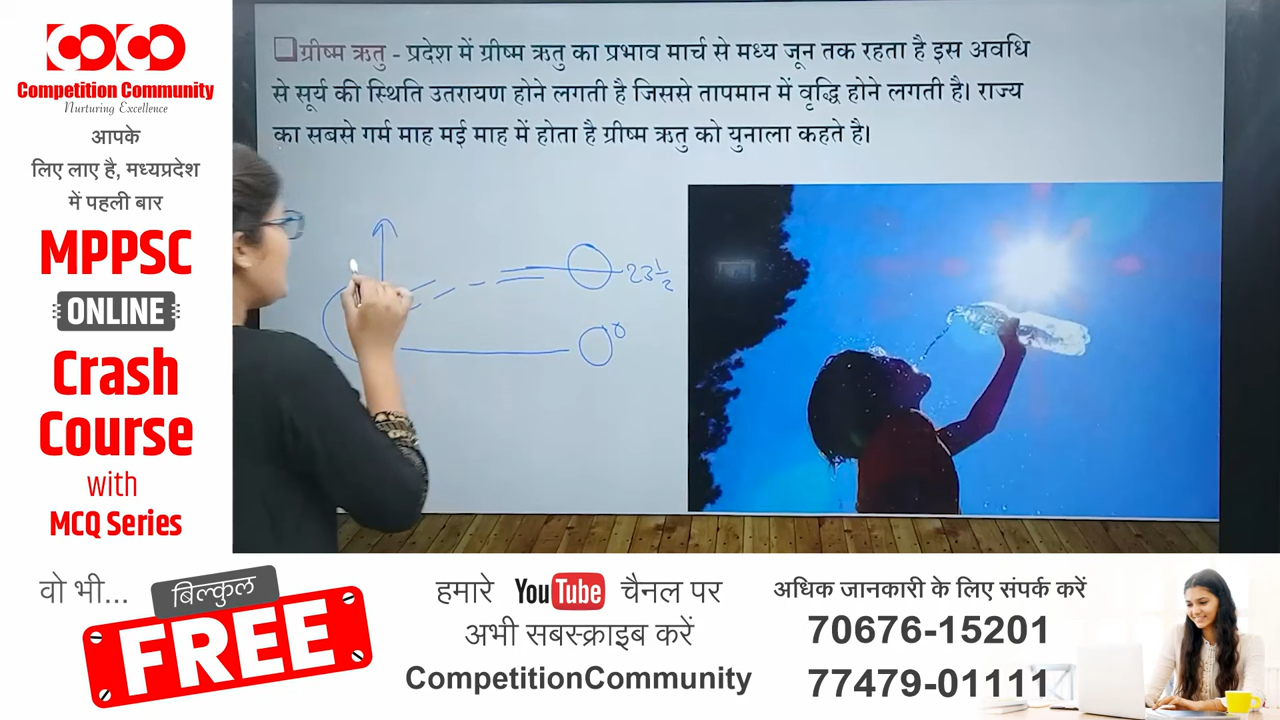 COCO
Competition Community
Nurturing Excellence
आपके
लिए लाए है, मध्यप्रदेश
में पहली बार
MPPSC
ONLINE
Crash
Course
with
MCQ Series
ग्रीष्म ऋतु - प्रदेश में ग्रीष्म ऋतु का प्रभाव मार्च से मध्य जून तक रहता है इस अवधि
से सूर्य की स्थिति उतरायण होने लगती है जिससे तापमान में वृद्धि होने लगती है। राज्य
का सबसे गर्म माह मई माह में होता है ग्रीष्म ऋतु को युनाला कहते है।
23½
0°
वो भी...
बिल्कुल
FREE
हमारे YouTube चैनल पर
अभी सबस्क्राइब करें
CompetitionCommunity
अधिक जानकारी के लिए संपर्क करें
70676-15201
77479-01111